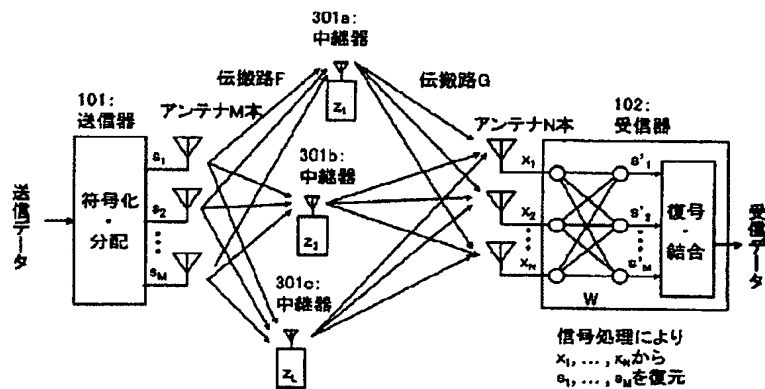 301a:
中継器
伝搬路F
伝搬路G
101:
送信器
アンテナM本
z₁
アンテナN本
102:
受信器
送信データ
符号化・分配
s₁
s₂
sM
301b:
中継器
z₂
x₁
x₂
xN
s'₁
s'₂
s'M
復号・結合
受信データ
W
301c:
中継器
zL
信号処理により
x₁, ..., xNから
s₁, ..., sMを復元